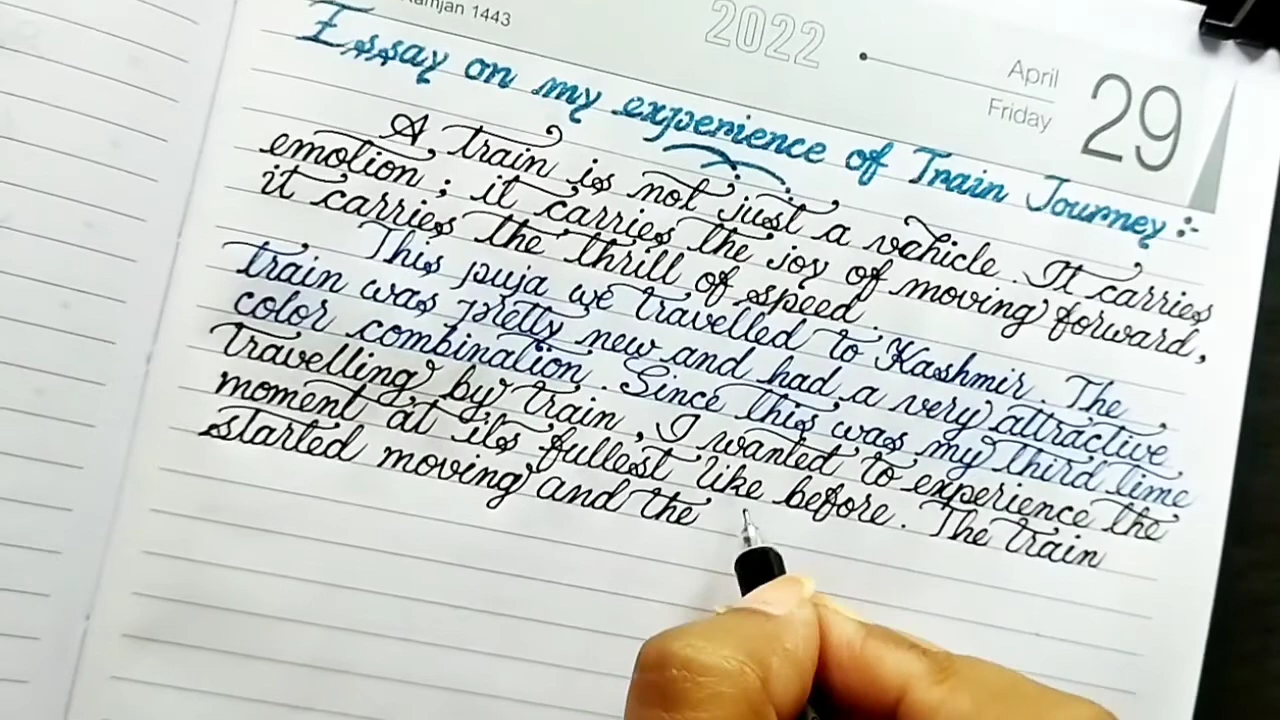 Ramjan 1443
2022
April
Friday
29
Essay on my experience of Train Journey :-
A train is not just a vehicle. It carries
emotion ; it carries the joy of moving forward,
it carries the thrill of speed.
This puja we travelled to Kashmir. The
train was pretty new and had a very attractive
color combination. Since this was my third time
travelling by train, I wanted to experience the
moment at its fullest like before. The train
started moving and the